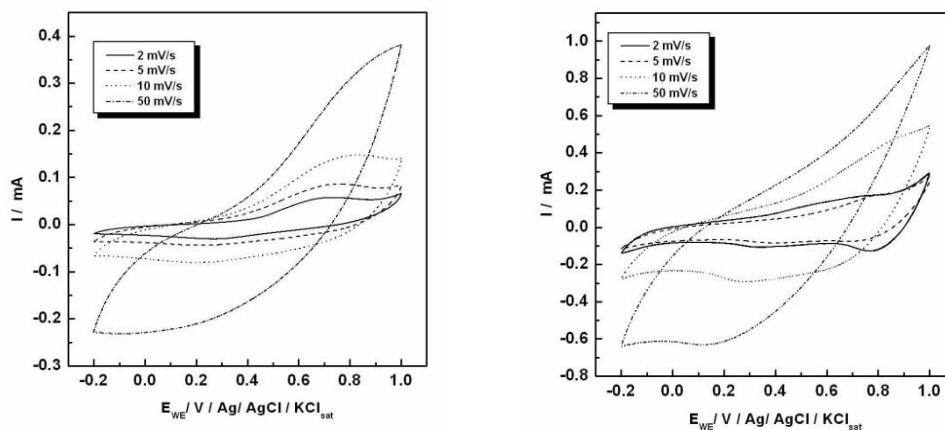 0.4
0.3
0.2
0.1
0.0
-0.1
-0.2
-0.3
I / mA
2 mV/s
5 mV/s
10 mV/s
50 mV/s
-0.2 0.0 0.2 0.4 0.6 0.8 1.0
E_WE/ V / Ag/ AgCl / KCl_sat
1.0
0.8
0.6
0.4
0.2
0.0
-0.2
-0.4
-0.6
-0.8
I / mA
2 mV/s
5 mV/s
10 mV/s
50 mV/s
-0.2 0.0 0.2 0.4 0.6 0.8 1.0
E_WE/ V / Ag/ AgCl / KCl_sat